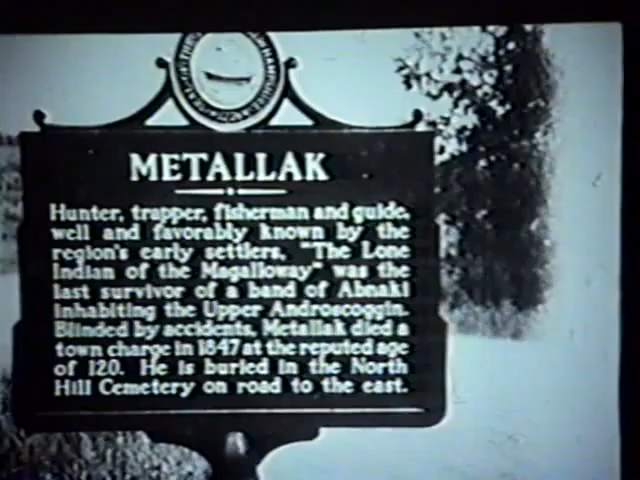 METALLAK
Hunter, trapper, fisherman and guide,
well and favorably known by the
region's early settlers, "The Lone
Indian of the Magalloway" was the
last survivor of a band of Abnaki
inhabiting the Upper Androscoggin.
Blinded by accidents, Metallak died a
town charge in 1847 at the reputed age
of 120. He is buried in the North
Hill Cemetery on road to the east.